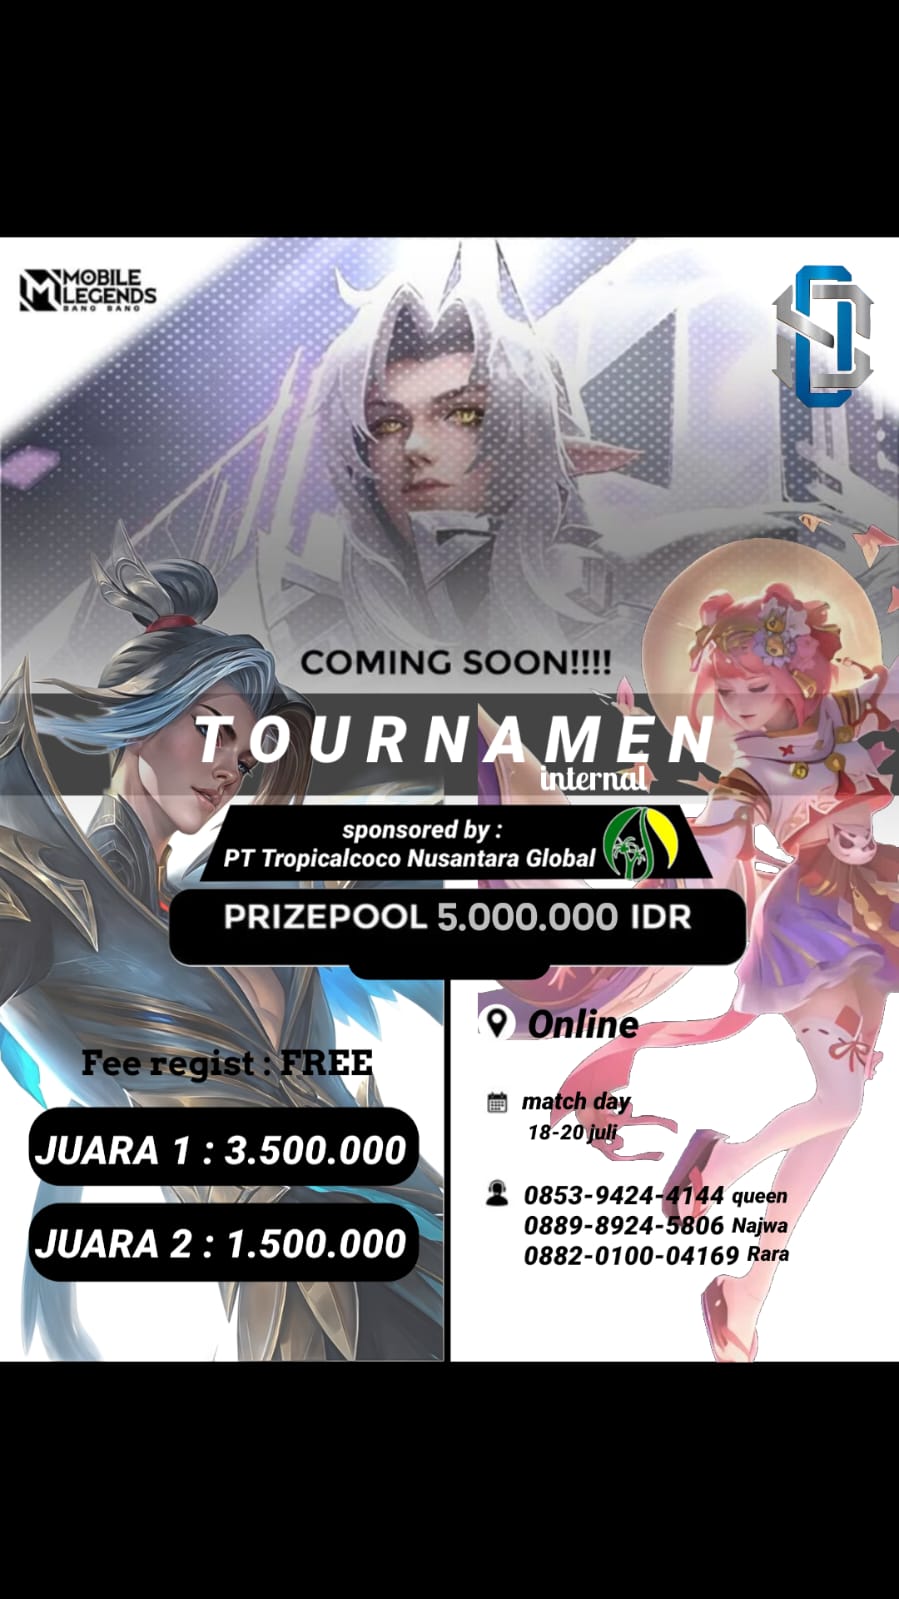 MOBILE
LEGENDS
BANG BANG
COMING SOON!!!!
TOURNAMEN
internal
sponsored by :
PT Tropicalcoco Nusantara Global
PRIZEPOOL 5.000.000 IDR
Fee regist : FREE
JUARA 1 : 3.500.000
JUARA 2 : 1.500.000
Online
match day
18-20 juli
0853-9424-4144 queen
0889-8924-5806 Najwa
0882-0100-04169 Rara